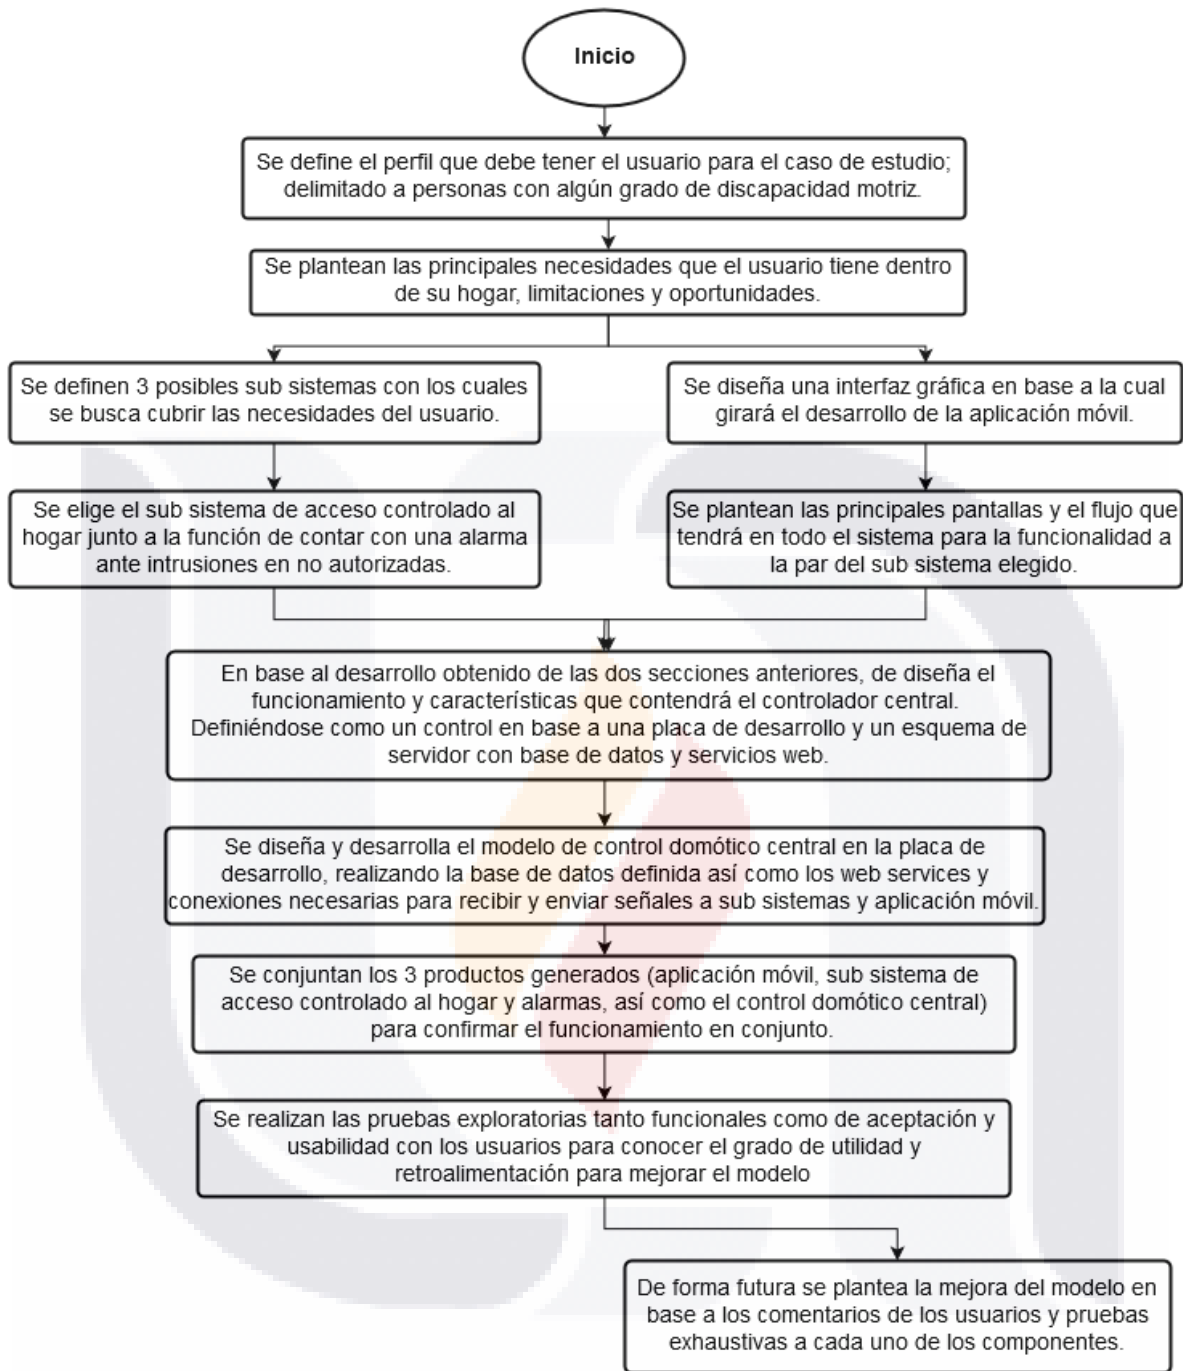 Inicio
Se define el perfil que debe tener el usuario para el caso de estudio;
delimitado a personas con algún grado de discapacidad motriz.
Se plantean las principales necesidades que el usuario tiene dentro
de su hogar, limitaciones y oportunidades.
Se definen 3 posibles sub sistemas con los cuales
se busca cubrir las necesidades del usuario.
Se diseña una interfaz gráfica en base a la cual
girará el desarrollo de la aplicación móvil.
Se elige el sub sistema de acceso controlado al
hogar junto a la función de contar con una alarma
ante intrusiones en no autorizadas.
Se plantean las principales pantallas y el flujo que
tendrá en todo el sistema para la funcionalidad a
la par del sub sistema elegido.
En base al desarrollo obtenido de las dos secciones anteriores, de diseña el
funcionamiento y características que contendrá el controlador central.
Definiéndose como un control en base a una placa de desarrollo y un esquema de
servidor con base de datos y servicios web.
Se diseña y desarrolla el modelo de control domótico central en la placa de
desarrollo, realizando la base de datos definida así como los web services y
conexiones necesarias para recibir y enviar señales a sub sistemas y aplicación móvil.
Se conjuntan los 3 productos generados (aplicación móvil, sub sistema de
acceso controlado al hogar y alarmas, así como el control domótico central)
para confirmar el funcionamiento en conjunto.
Se realizan las pruebas exploratorias tanto funcionales como de aceptación y
usabilidad con los usuarios para conocer el grado de utilidad y
retroalimentación para mejorar el modelo
De forma futura se plantea la mejora del modelo en
base a los comentarios de los usuarios y pruebas
exhaustivas a cada uno de los componentes.